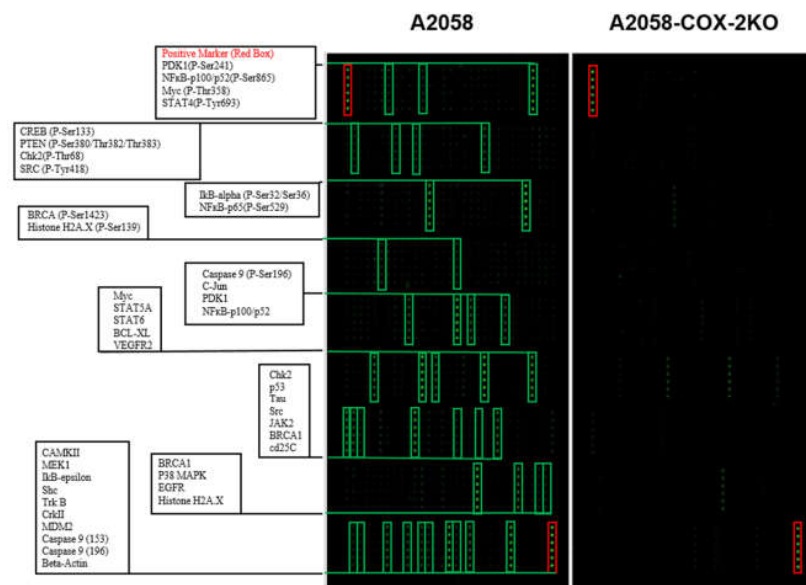 A2058
A2058-COX-2KO
Positive Marker (Red Box)
PDK1(P-Ser241)
NFκB-p100/p52(P-Ser865)
Myc (P-Thr358)
STAT4(P-Tyr693)
CREB (P-Ser133)
PTEN (P-Ser380/Thr382/Thr383)
Chk2(P-Thr68)
SRC (P-Tyr418)
IkB-alpha (P-Ser32/Ser36)
NFκB-p65(P-Ser529)
BRCA (P-Ser1423)
Histone H2A.X (P-Ser139)
Caspase 9 (P-Ser196)
C-Jun
PDK1
NFκB-p100/p52
Myc
STAT5A
STAT6
BCL-XL
VEGFR2
Chk2
p53
Tau
Src
JAK2
BRCA1
cd25C
BRCA1
P38 MAPK
EGFR
Histone H2A.X
CAMKII
MEK1
IkB-epsilon
Shc
Trk B
CrkII
MDM2
Caspase 9 (153)
Caspase 9 (196)
Beta-Actin